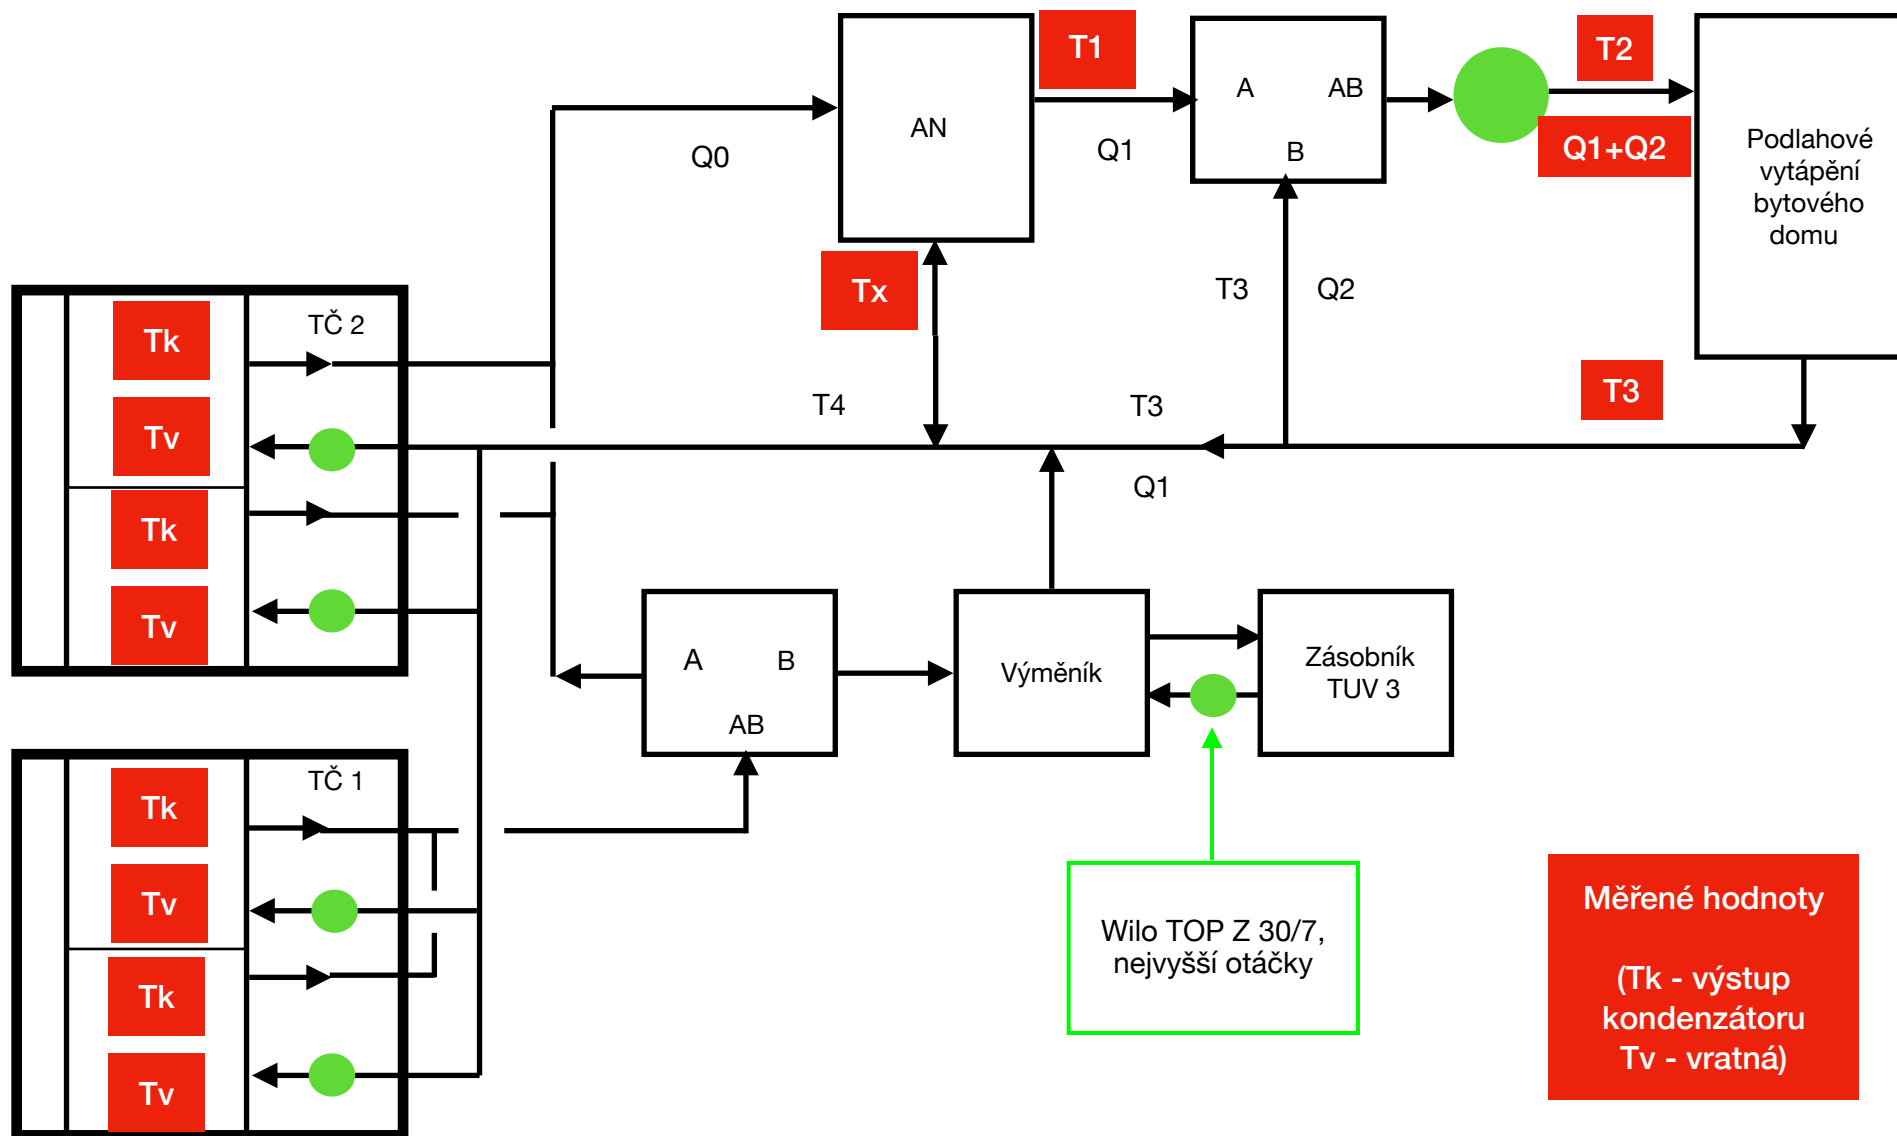 T1
T2
A
AB
AN
Q0
Q1
B
Q1+Q2
Podlahové
vytápění
bytového
domu
Tx
T3
Q2
TČ 2
Tk
T4
T3
T3
Tv
Q1
Tk
Tv
A
B
AB
Výměník
Zásobník
TUV 3
TČ 1
Tk
Tv
Tk
Tv
Wilo TOP Z 30/7,
nejvyšší otáčky
Měřené hodnoty
(Tk - výstup
kondenzátoru
Tv - vratná)